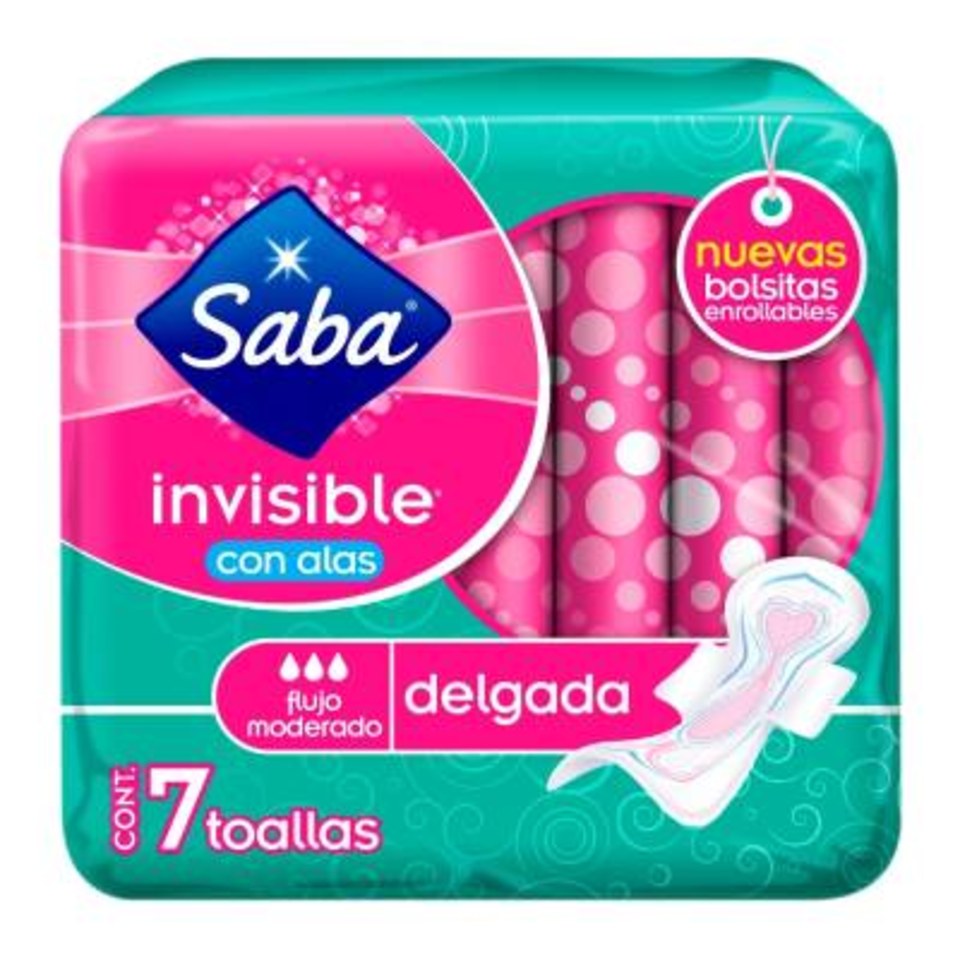 Saba®
invisible®
con alas
nuevas
bolsitas
enrollables
flujo
moderado
delgada
CONT.
7 toallas